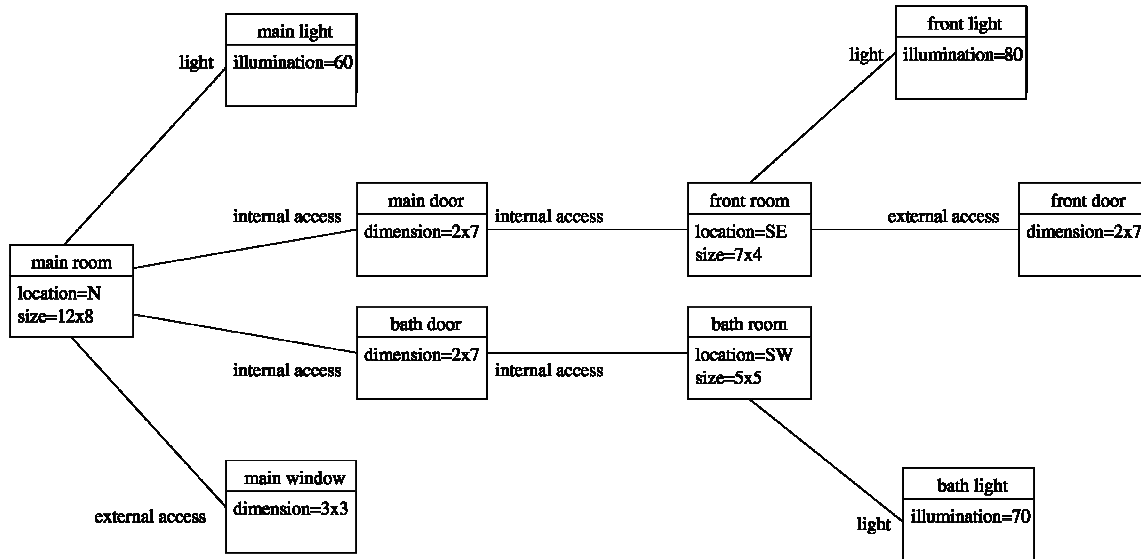 main light
illumination=60
light
front light
illumination=80
light
main door
dimension=2x7
internal access
internal access
front room
location=SE
size=7x4
external access
front door
dimension=2x7
main room
location=N
size=12x8
bath door
dimension=2x7
internal access
internal access
bath room
location=SW
size=5x5
main window
dimension=3x3
external access
bath light
illumination=70
light